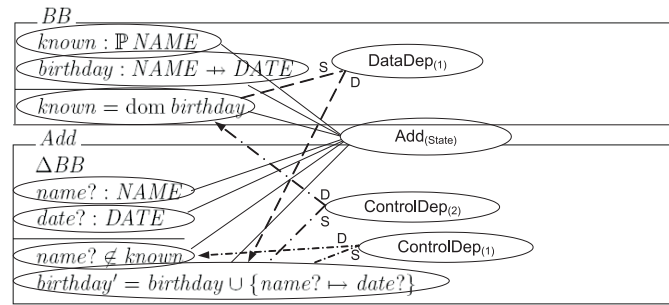 BB
known : ℙ NAME
birthday : NAME ⇸ DATE
known = dom birthday
S
D
DataDep(1)
Add
Add(State)
ΔBB
name? : NAME
date? : DATE
D
S
ControlDep(2)
name? ∉ known
D
S
ControlDep(1)
birthday′ = birthday ∪ {name? ↦ date?}